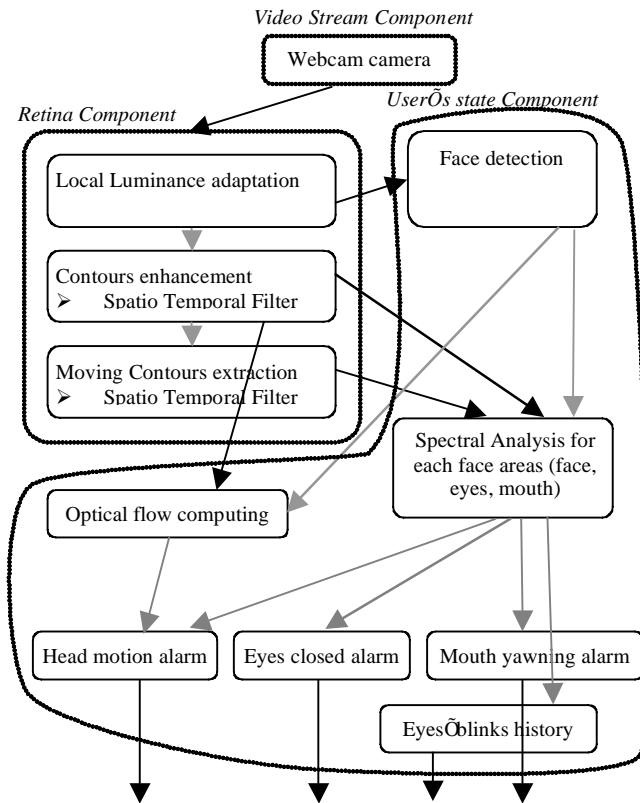 Video Stream Component
Webcam camera
UserÕs state Component
Retina Component
Face detection
Local Luminance adaptation
Contours enhancement
➢ Spatio Temporal Filter
Moving Contours extraction
➢ Spatio Temporal Filter
Spectral Analysis for
each face areas (face,
eyes, mouth)
Optical flow computing
Head motion alarm
Eyes closed alarm
Mouth yawning alarm
EyesÕblinks history